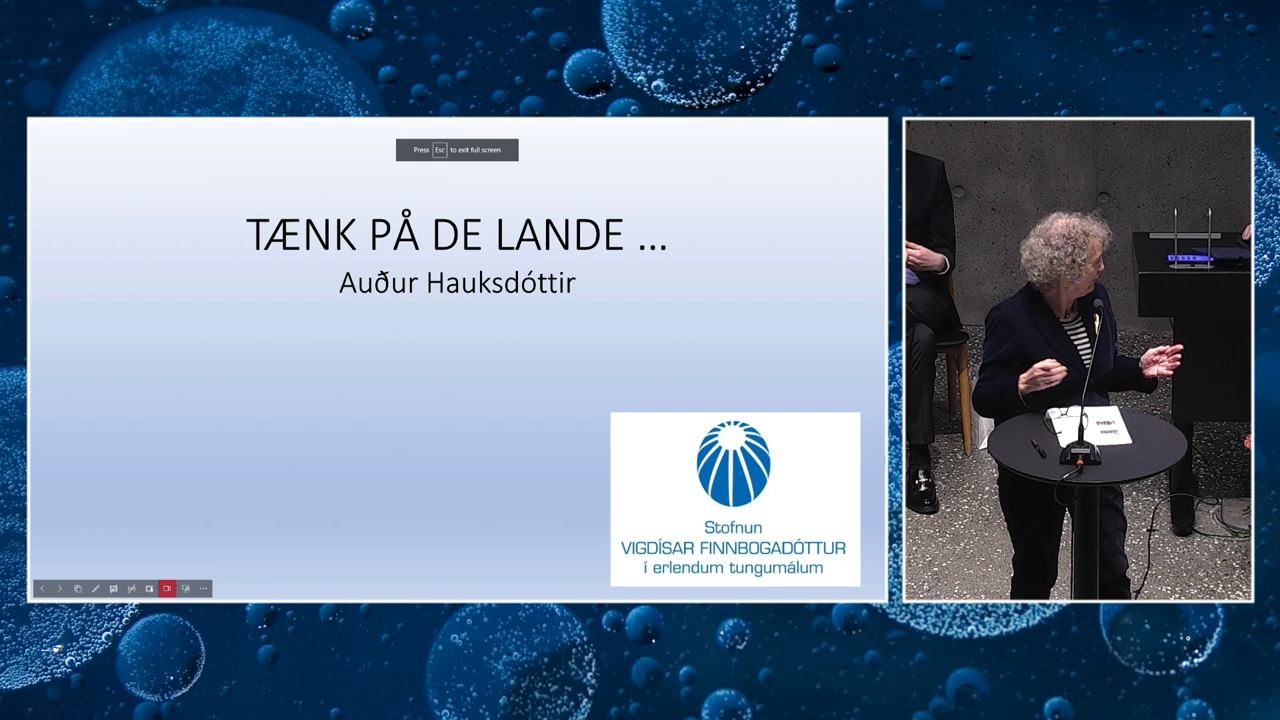 Press Esc to exit full screen
TÆNK PÅ DE LANDE ...
Auður Hauksdóttir
Stofnun
VIGDÍSAR FINNBOGADÓTTUR
í erlendum tungumálum